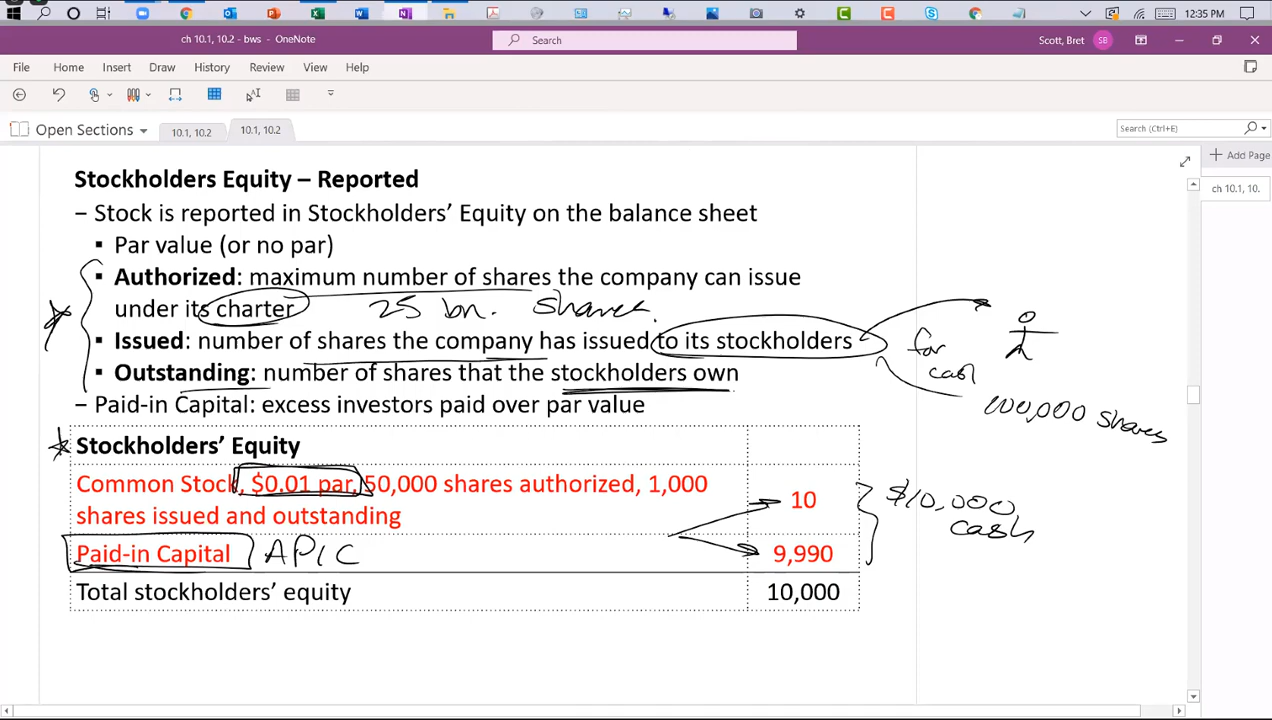 12:35 PM
ch 10.1, 10.2 - bws - OneNote
Search
Scott, Bret
SB
File Home Insert Draw History Review View Help
Open Sections
10.1, 10.2
10.1, 10.2
Search (Ctrl+E)
Add Page
ch 10.1, 10.
Stockholders Equity – Reported
– Stock is reported in Stockholders’ Equity on the balance sheet
▪ Par value (or no par)
▪ Authorized: maximum number of shares the company can issue
under its charter 25 bn. shares.
▪ Issued: number of shares the company has issued to its stockholders
for
cash
▪ Outstanding: number of shares that the stockholders own
– Paid-in Capital: excess investors paid over par value
100,000 shares
Stockholders’ Equity
Common Stock, $0.01 par, 50,000 shares authorized, 1,000
shares issued and outstanding
10
$10,000
cash
Paid-in Capital APIC 9,990
Total stockholders’ equity 10,000